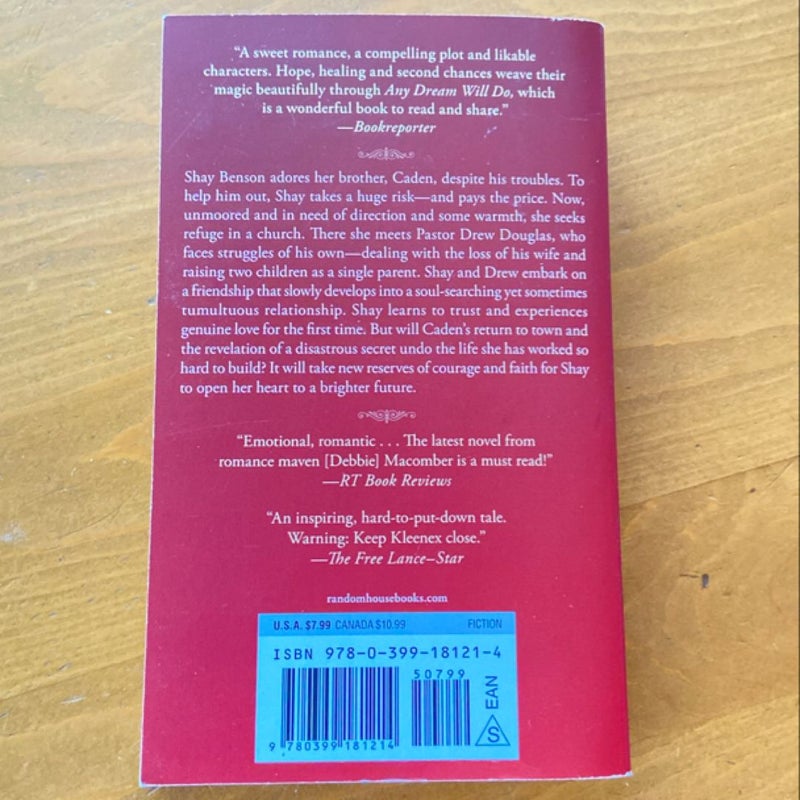 “A sweet romance, a compelling plot and likable
characters. Hope, healing and second chances weave their
magic beautifully through Any Dream Will Do, which
is a wonderful book to read and share.”
—Bookreporter
Shay Benson adores her brother, Caden, despite his troubles. To
help him out, Shay takes a huge risk—and pays the price. Now,
unmoored and in need of direction and some warmth, she seeks
refuge in a church. There she meets Pastor Drew Douglas, who
faces struggles of his own—dealing with the loss of his wife and
raising two children as a single parent. Shay and Drew embark on
a friendship that slowly develops into a soul-searching yet sometimes
tumultuous relationship. Shay learns to trust and experiences
genuine love for the first time. But will Caden’s return to town and
the revelation of a disastrous secret undo the life she has worked so
hard to build? It will take new reserves of courage and faith for Shay
to open her heart to a brighter future.
“Emotional, romantic . . . The latest novel from
romance maven [Debbie] Macomber is a must read!”
—RT Book Reviews
“An inspiring, hard-to-put-down tale.
Warning: Keep Kleenex close.”
—The Free Lance–Star
randomhousebooks.com
U.S.A. $7.99 CANADA $10.99 FICTION
ISBN 978-0-399-18121-4
50799
9 780399 181214
S EAN